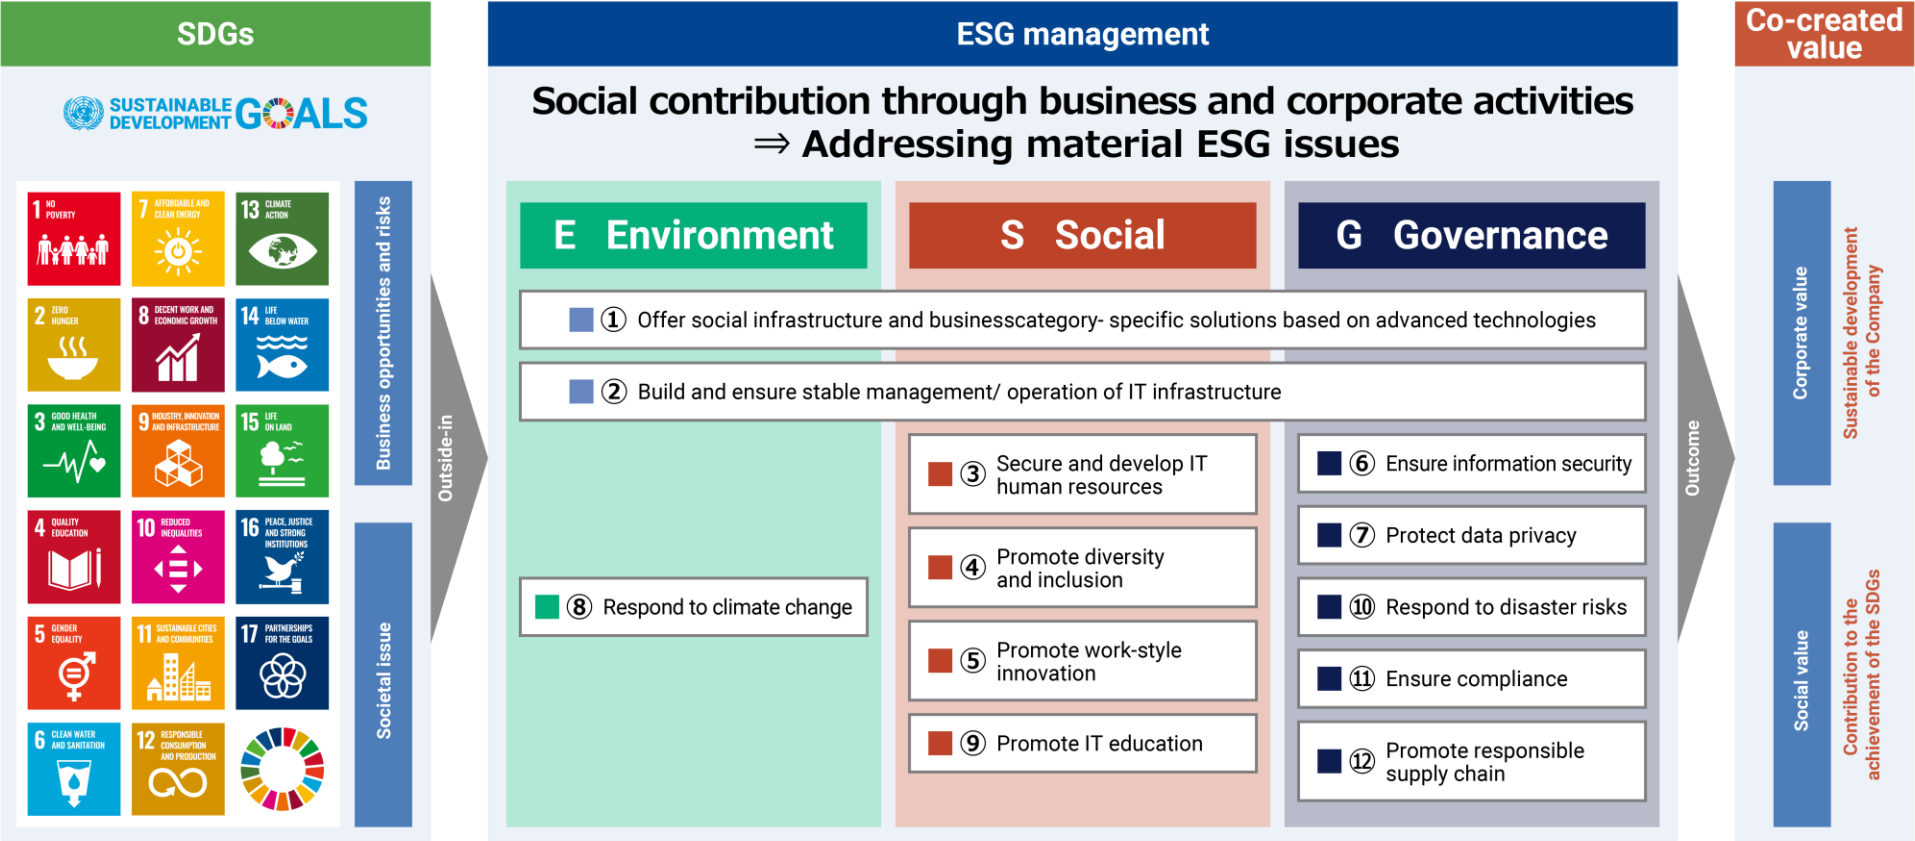 SDGs
SUSTAINABLE
DEVELOPMENT
GOALS
1 NO
POVERTY
7 AFFORDABLE AND
CLEAN ENERGY
13 CLIMATE
ACTION
2 ZERO
HUNGER
8 DECENT WORK AND
ECONOMIC GROWTH
14 LIFE
BELOW WATER
3 GOOD HEALTH
AND WELL-BEING
9 INDUSTRY, INNOVATION
AND INFRASTRUCTURE
15 LIFE
ON LAND
4 QUALITY
EDUCATION
10 REDUCED
INEQUALITIES
16 PEACE, JUSTICE
AND STRONG
INSTITUTIONS
5 GENDER
EQUALITY
11 SUSTAINABLE CITIES
AND COMMUNITIES
17 PARTNERSHIPS
FOR THE GOALS
6 CLEAN WATER
AND SANITATION
12 RESPONSIBLE
CONSUMPTION
AND PRODUCTION
Business opportunities and risks
Societal issue
Outside-in
ESG management
Social contribution through business and corporate activities
⇒ Addressing material ESG issues
E Environment
S Social
G Governance
① Offer social infrastructure and businesscategory- specific solutions based on advanced technologies
② Build and ensure stable management/ operation of IT infrastructure
⑧ Respond to climate change
③ Secure and develop IT
human resources
④ Promote diversity
and inclusion
⑤ Promote work-style
innovation
⑨ Promote IT education
⑥ Ensure information security
⑦ Protect data privacy
⑩ Respond to disaster risks
⑪ Ensure compliance
⑫ Promote responsible
supply chain
Outcome
Co-created
value
Corporate value
Sustainable development
of the Company
Social value
Contribution to the
achievement of the SDGs